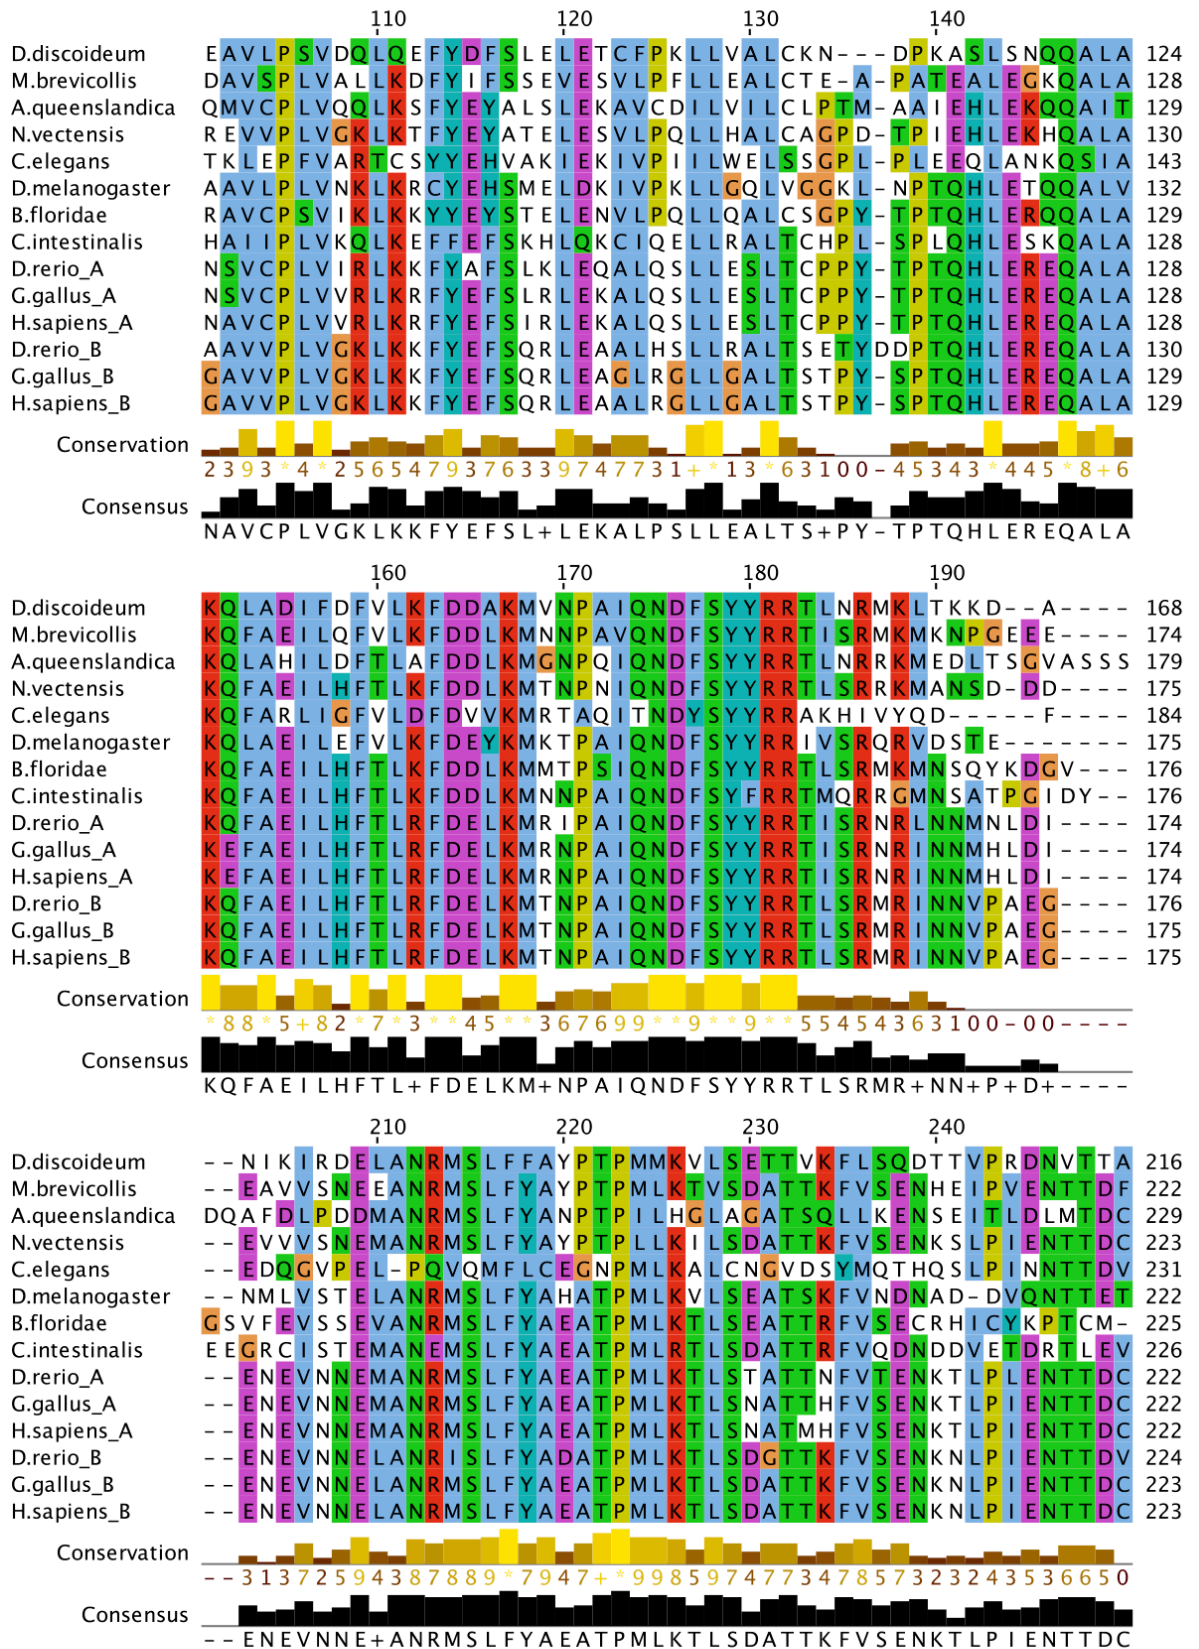 110 120 130 140
D.discoideum EAVLPSVDQLQEFYDFSLELETCFPKLLVALCKN---DPKASLSNQQALA 124
M.brevicollis DAVSPLVALLKDFYIFSSEVESVLPFLLEALCTE-A-PATEALEGKQALA 128
A.queenslandica QMVCPLVQQLKSFYEYALSLEKAVCDILVILCLPTM-AAIEHLEKQQAIT 129
N.vectensis REVVPLVGKLKTFYEYATELESVLPQLLHALCAGPD-TPIEHLEKHQALA 130
C.elegans TKLEPFVARTCSYYEHVAKIEKIVPIILWELSSGPL-PLEEQLANKQSIA 143
D.melanogaster AAVLPLVNKLKRCYEHSMELDKIVPKLLGQLVGGKL-NPTQHLETQQALV 132
B.floridae RAVCPSVIKLKKYYEYSTELENVLPQLLQALCSGPY-TPTQHLERQQALA 129
C.intestinalis HAIIPLVKQLKEFFEFSKHLQKCIQELLRALTCHPL-SPLQHLESKQALA 128
D.rerio_A NSVCPLVIRLKKFYAFSLKLEQALQSLLESLTCPPY-TPTQHLEREQALA 128
G.gallus_A NSVCPLVVRLKRFYEFSLRLEKALQSLLESLTCPPY-TPTQHLEREQALA 128
H.sapiens_A NAVCPLVVRLKRFYEFSIRLEKALQSLLESLTCPPY-TPTQHLEREQALA 128
D.rerio_B AAVVPLVGKLKKFYEFSQRLEAALHSLLRALTSETYDDPTQHLEREQALA 130
G.gallus_B GAVVPLVGKLKKFYEFSQRLEAGLRGLLGALTSTPY-SPTQHLEREQALA 129
H.sapiens_B GAVVPLVGKLKKFYEFSQRLEAALRGLLGALTSTPY-SPTQHLEREQALA 129
Conservation
2393*4*2565479376339747731+*13*63100-45343*445*8+6
Consensus
NAVCPLVGKLKKFYEFSL+LEKALPSLLEALTS+PY-TPTQHLEREQALA
160 170 180 190
D.discoideum KQLADIFDFVLKFDDAKMVNPAIQNDFSYYRRTLNRMKLTKKD--A---- 168
M.brevicollis KQFAEILQFVLKFDDLKMNNPAVQNDFSYYRRTISRMKMKNPGEEE---- 174
A.queenslandica KQLAHILDFTLAFDDLKMGNPQIQNDFSYYRRTLNRRKMEDLTSGVASSS 179
N.vectensis KQFAEILHFTLKFDDLKMTNPNIQNDFSYYRRTLSRRKMANSD-DD---- 175
C.elegans KQFARLIGFVLDFDVVKMRTAQITNDYSYYRRAKHIVYQD-----F---- 184
D.melanogaster KQLAEILEFVLKFDEYKMKTPAIQNDFSYYRRIVSRQRVDSTE------- 175
B.floridae KQFAEILHFTLKFDDLKMMTPSIQNDFSYYRRTLSRMKMNSQYKDGV--- 176
C.intestinalis KQFAEILHFTLKFDDLKMNNPAIQNDFSYFRRTMQRRGMNSATPGIDY-- 176
D.rerio_A KQFAEILHFTLRFDELKMRIPAIQNDFSYYRRTISRNRLNNMNLDI---- 174
G.gallus_A KEFAEILHFTLRFDELKMRNPAIQNDFSYYRRTISRNRINNMHLDI---- 174
H.sapiens_A KEFAEILHFTLRFDELKMRNPAIQNDFSYYRRTISRNRINNMHLDI---- 174
D.rerio_B KQFAEILHFTLRFDELKMTNPAIQNDFSYYRRTLSRMRINNVPAEG---- 176
G.gallus_B KQFAEILHFTLRFDELKMTNPAIQNDFSYYRRTLSRMRINNVPAEG---- 175
H.sapiens_B KQFAEILHFTLRFDELKMTNPAIQNDFSYYRRTLSRMRINNVPAEG---- 175
Conservation
*88*5+82*7*3**45**367699**9**9**55454363100-00----
Consensus
KQFAEILHFTL+FDELKM+NPAIQNDFSYYRRTLSRMR+NN+P+D+----
210 220 230 240
D.discoideum --NIKIRDELANRMSLFFAYPTPMMKVLSETTVKFLSQDTTVPRDNVTTA 216
M.brevicollis --EAVVSNEEANRMSLFYAYPTPMLKTVSDATTKFVSENHEIPVENTTDF 222
A.queenslandica DQAFDLPDDMANRMSLFYANPTPILHGLAGATSQLLKENSEITLDLMTDC 229
N.vectensis --EVVVSNEMANRMSLFYAYPTPLLKILSDATTKFVSENKSLPIENTTDC 223
C.elegans --EDQGVPEL-PQVQMFLCEGNPMLKALCNGVDSYMQTHQSLPINNTTDV 231
D.melanogaster --NMLVSTELANRMSLFYAHATPMLKVLSEATSKFVNDNAD-DVQNTTET 222
B.floridae GSVFEVSSEVANRMSLFYAEATPMLKTLSEATTRFVSECRHICYKPTCM- 225
C.intestinalis EEGRCISTEMANEMSLFYAEATPMLRTLSDATTRFVQDNDDVETDRTLEV 226
D.rerio_A --ENEVNNEMANRMSLFYAEATPMLKTLSTATTNFVTENKTLPLENTTDC 222
G.gallus_A --ENEVNNEMANRMSLFYAEATPMLKTLSNATTHFVSENKTLPIENTTDC 222
H.sapiens_A --ENEVNNEMANRMSLFYAEATPMLKTLSNATMHFVSENKTLPIENTTDC 222
D.rerio_B --ENEVNNELANRISLFYADATPMLKTLSDGTTKFVSENKNLPIENTTDV 224
G.gallus_B --ENEVNNELANRMSLFYAEATPMLKTLSDATTKFVSENKNLPIENTTDC 223
H.sapiens_B --ENEVNNELANRMSLFYAEATPMLKTLSDATTKFVSENKNLPIENTTDC 223
Conservation
--31372594387889*7947+*9985974773478573223243536650
Consensus
--ENEVNNE+ANRMSLFYAEATPMLKTLSDATTKFVSENKTLPIENTTDC